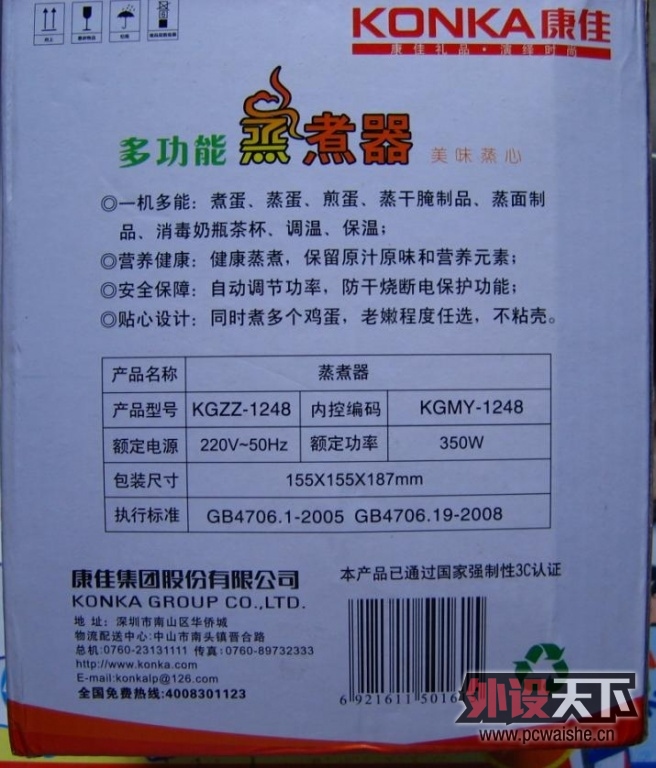 KONKA康佳
康佳礼品·演绎时尚
多功能 蒸煮器 美味蒸心
◎一机多能：煮蛋、蒸蛋、煎蛋、蒸干腌制品、蒸面制
品、消毒奶瓶茶杯、调温、保温；
◎营养健康：健康蒸煮，保留原汁原味和营养元素；
◎安全保障：自动调节功率，防干烧断电保护功能；
◎贴心设计：同时煮多个鸡蛋，老嫩程度任选，不粘壳。
产品名称 蒸煮器
产品型号 KGZZ-1248 内控编码 KGMY-1248
额定电源 220V~50Hz 额定功率 350W
包装尺寸 155X155X187mm
执行标准 GB4706.1-2005 GB4706.19-2008
康佳集团股份有限公司
KONKA GROUP CO.,LTD.
地 址：深圳市南山区华侨城
物流配送中心：中山市南头镇晋合路
总机：0760-23131111 传真：0760-89732333
http://www.konka.com
E-mail:konkalp@126.com
全国免费热线：4008301123
本产品已通过国家强制性3C认证
6 921611 5016
外设天下
www.pcwaishe.cn